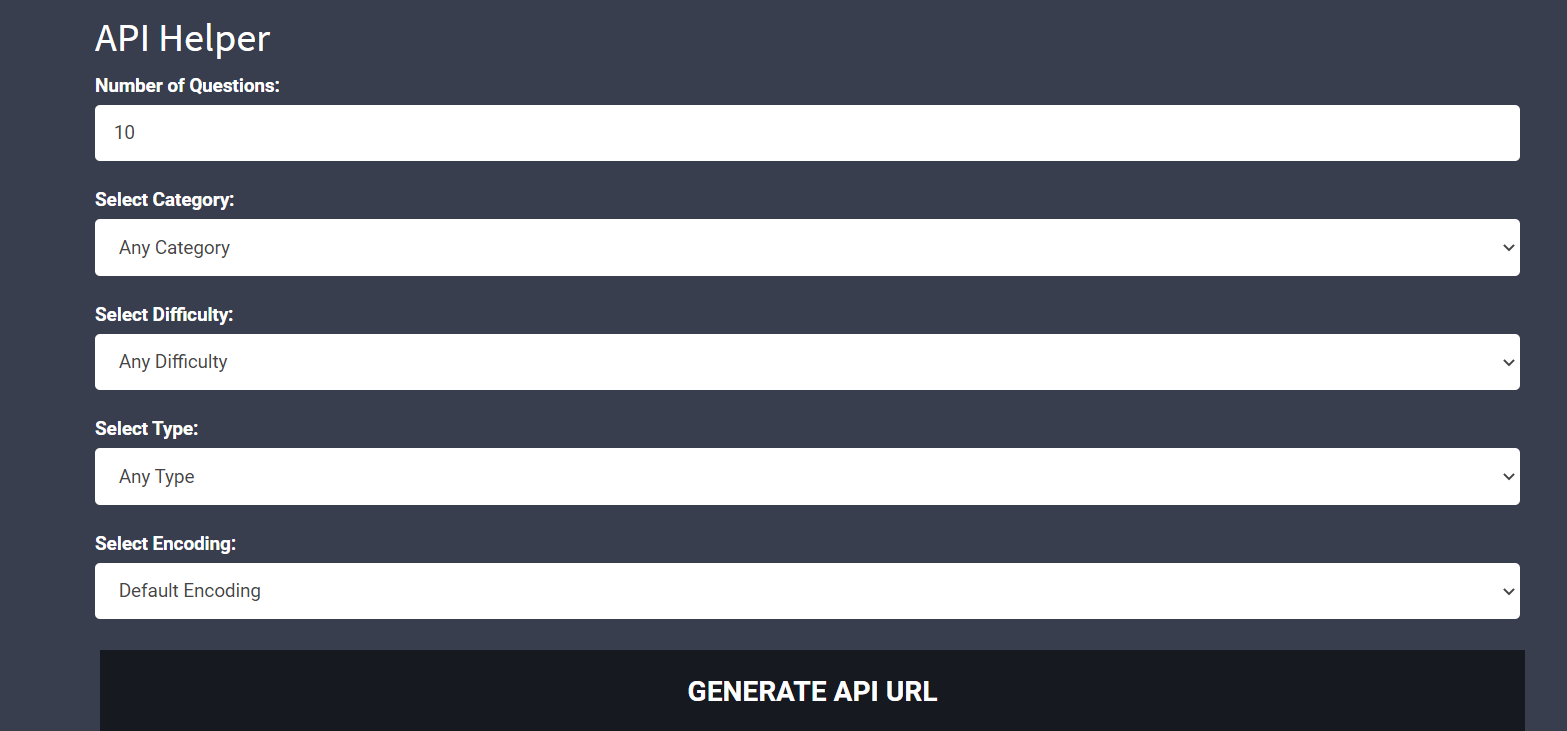 API Helper
Number of Questions:
10
Select Category:
Any Category
Select Difficulty:
Any Difficulty
Select Type:
Any Type
Select Encoding:
Default Encoding
GENERATE API URL